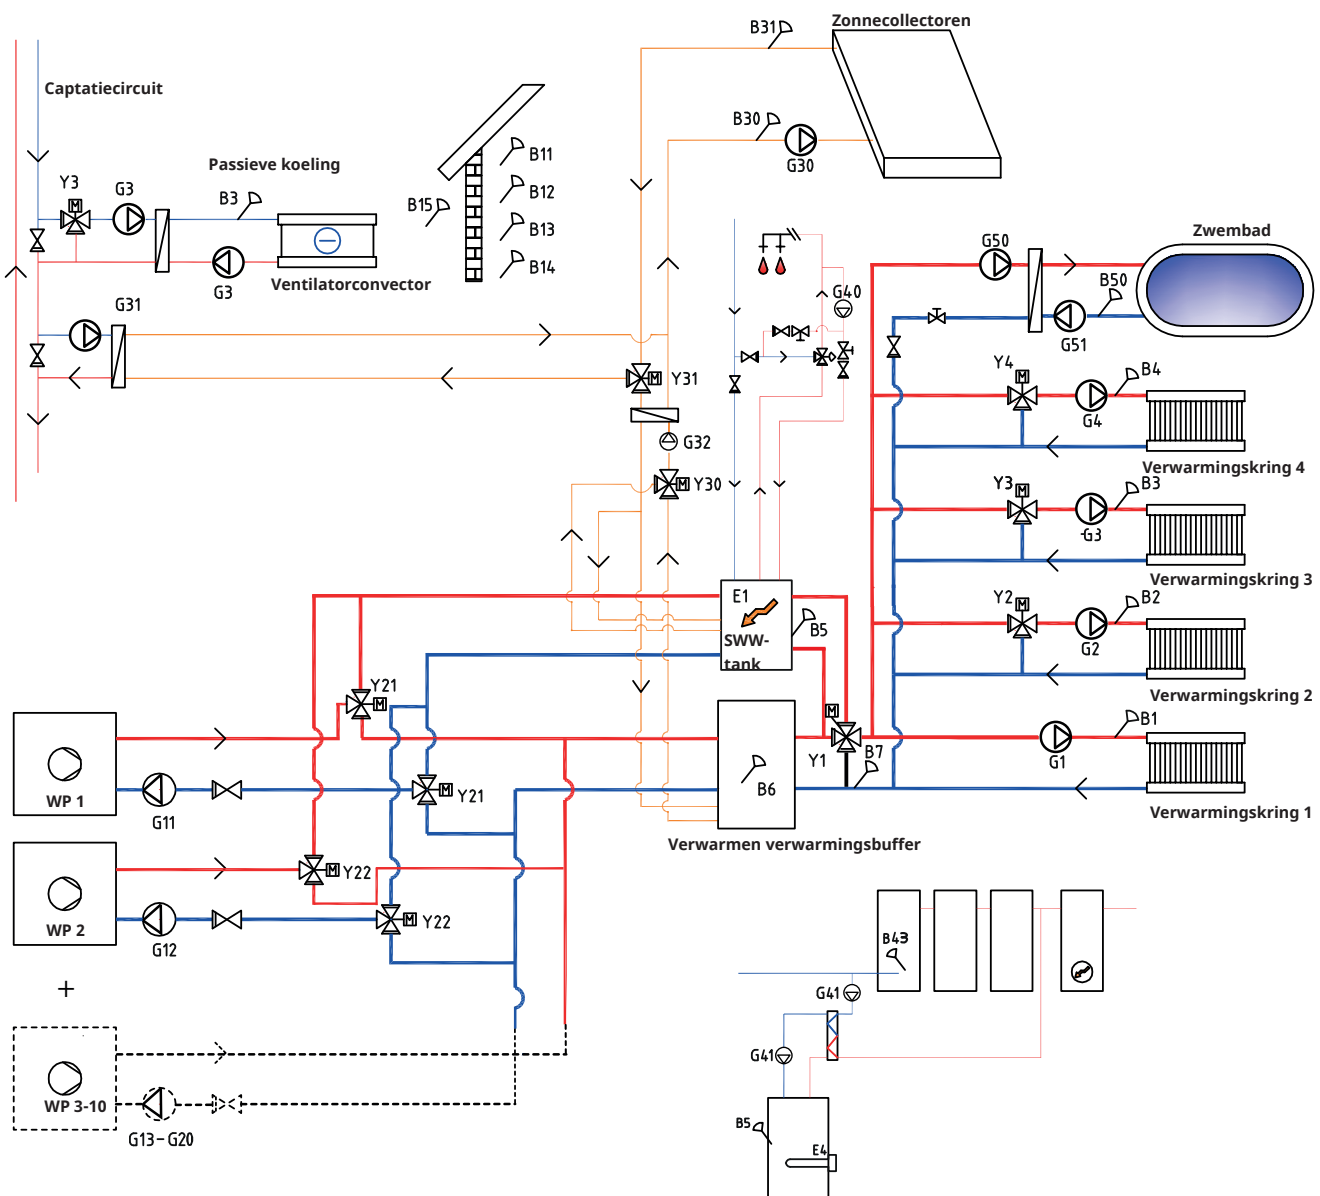 B31
Zonnecollectoren
Captatiecircuit
B30
G30
B11
Passieve koeling
Y3
G3
B3
B15
B12
B13
B14
G3
Ventilatorconvector
G31
G40
G50
Zwembad
B50
G51
Y31
Y4
B4
G4
G32
Verwarmingskring 4
Y30
Y3
B3
G3
Verwarmingskring 3
E1
SWW-
tank
B5
Y2
B2
G2
Verwarmingskring 2
Y21
B1
Y1
B7
G1
WP 1
G11
Y21
B6
Verwarmingskring 1
Verwarmen verwarmingsbuffer
Y22
WP 2
G12
Y22
B43
+
G41
G41
WP 3-10
G13-G20
B5
E4
M
M
M
M
M
M
M
M
M
M
M